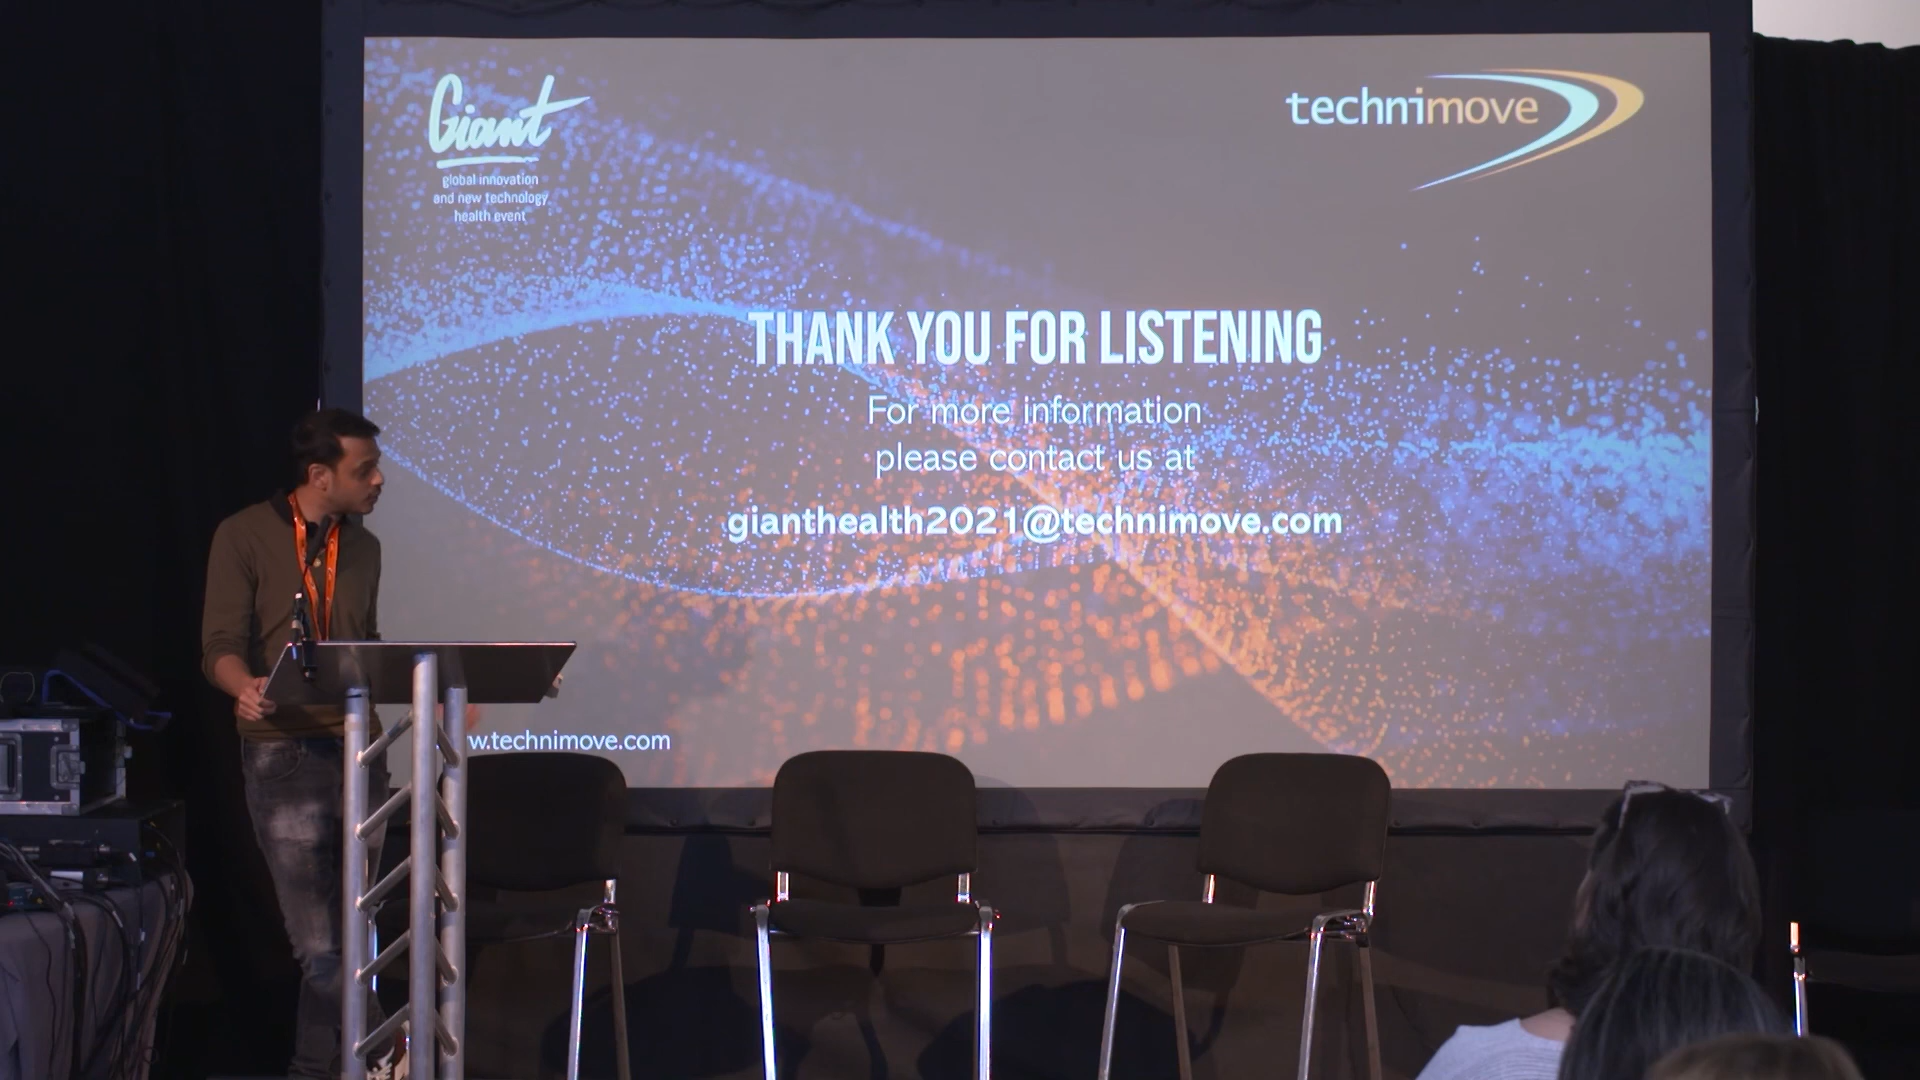 Giant
global innovation
and new technology
health event
technimove
THANK YOU FOR LISTENING
For more information
please contact us at
gianthealth2021@technimove.com
w.technimove.com